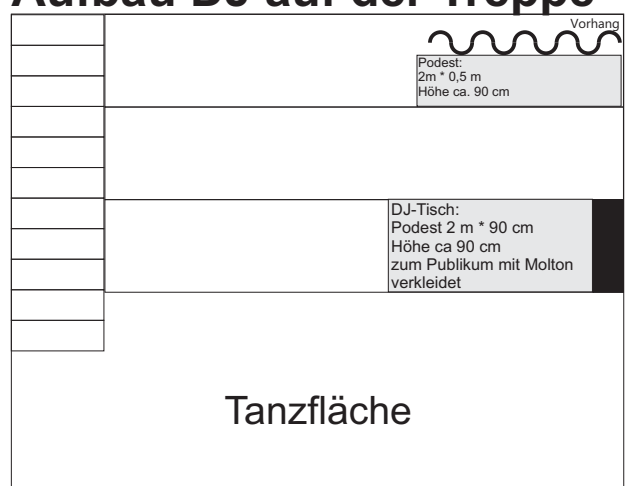 Aufbau DJ auf der Treppe
Vorhang
Podest:
2m * 0,5 m
Höhe ca. 90 cm
DJ-Tisch:
Podest 2 m * 90 cm
Höhe ca 90 cm
zum Publikum mit Molton
verkleidet
Tanzfläche